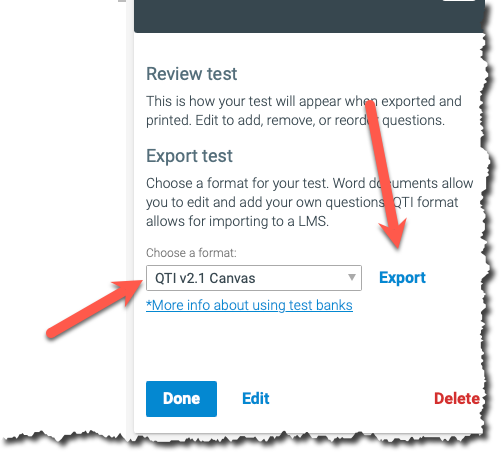 Review test
This is how your test will appear when exported and
printed. Edit to add, remove, or reorder questions.
Export test
Choose a format for your test. Word documents allow
you to edit and add your own questions. QTI format
allows for importing to a LMS.
Choose a format:
QTI v2.1 Canvas
Export
*More info about using test banks
Done Edit Delete